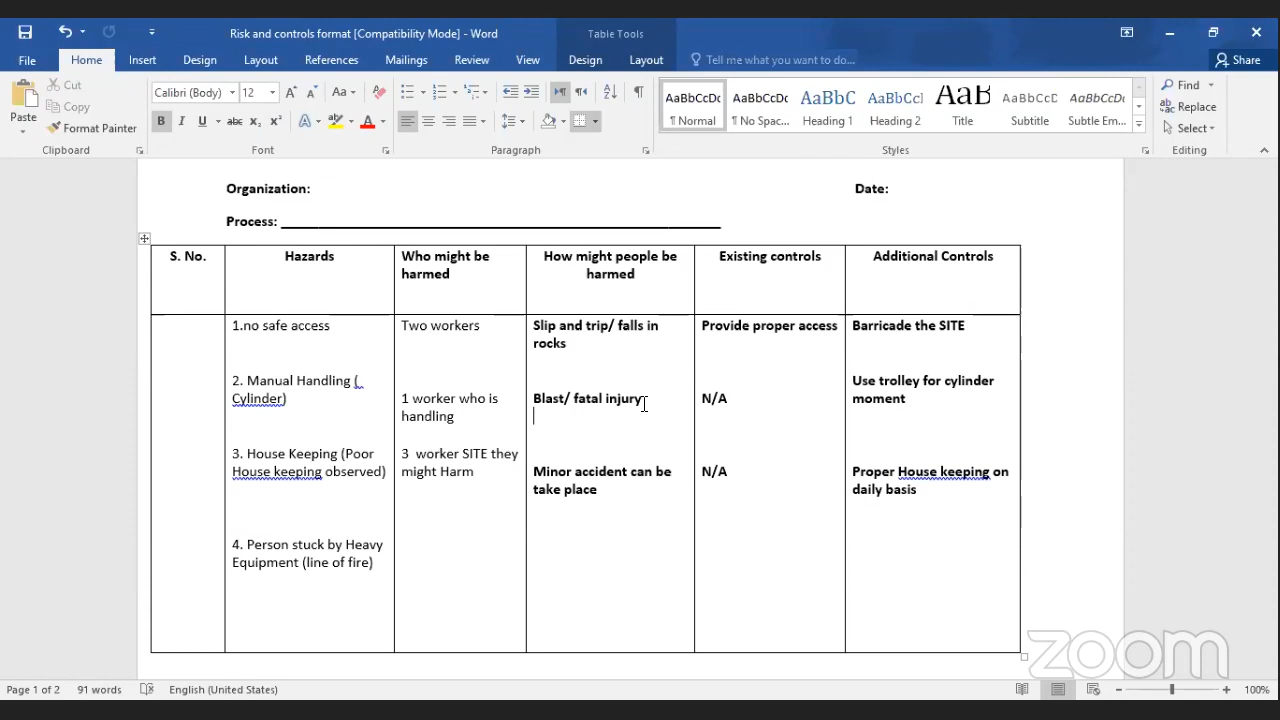 Risk and controls format [Compatibility Mode] - Word
Table Tools
File
Home
Insert
Design
Layout
References
Mailings
Review
View
Design
Layout
Tell me what you want to do...
Share
Paste
Cut
Copy
Format Painter
Clipboard
Calibri (Body)
12
Font
Paragraph
AaBbCcDc
¶ Normal
AaBbCcDc
¶ No Spac...
AaBbC
Heading 1
AaBbCcI
Heading 2
AaB
Title
AaBbCcD
Subtitle
AaBbCcDc
Subtle Em...
Styles
Find
Replace
Select
Editing
Organization:
Date:
Process:
S. No.
Hazards
Who might be
harmed
How might people be
harmed
Existing controls
Additional Controls
1.no safe access
Two workers
Slip and trip/ falls in
rocks
Provide proper access
Barricade the SITE
2. Manual Handling (
Cylinder)
1 worker who is
handling
Blast/ fatal injury
N/A
Use trolley for cylinder
moment
3. House Keeping (Poor
House keeping observed)
3 worker SITE they
might Harm
Minor accident can be
take place
N/A
Proper House keeping on
daily basis
4. Person stuck by Heavy
Equipment (line of fire)
zoom
Page 1 of 2
91 words
English (United States)
100%